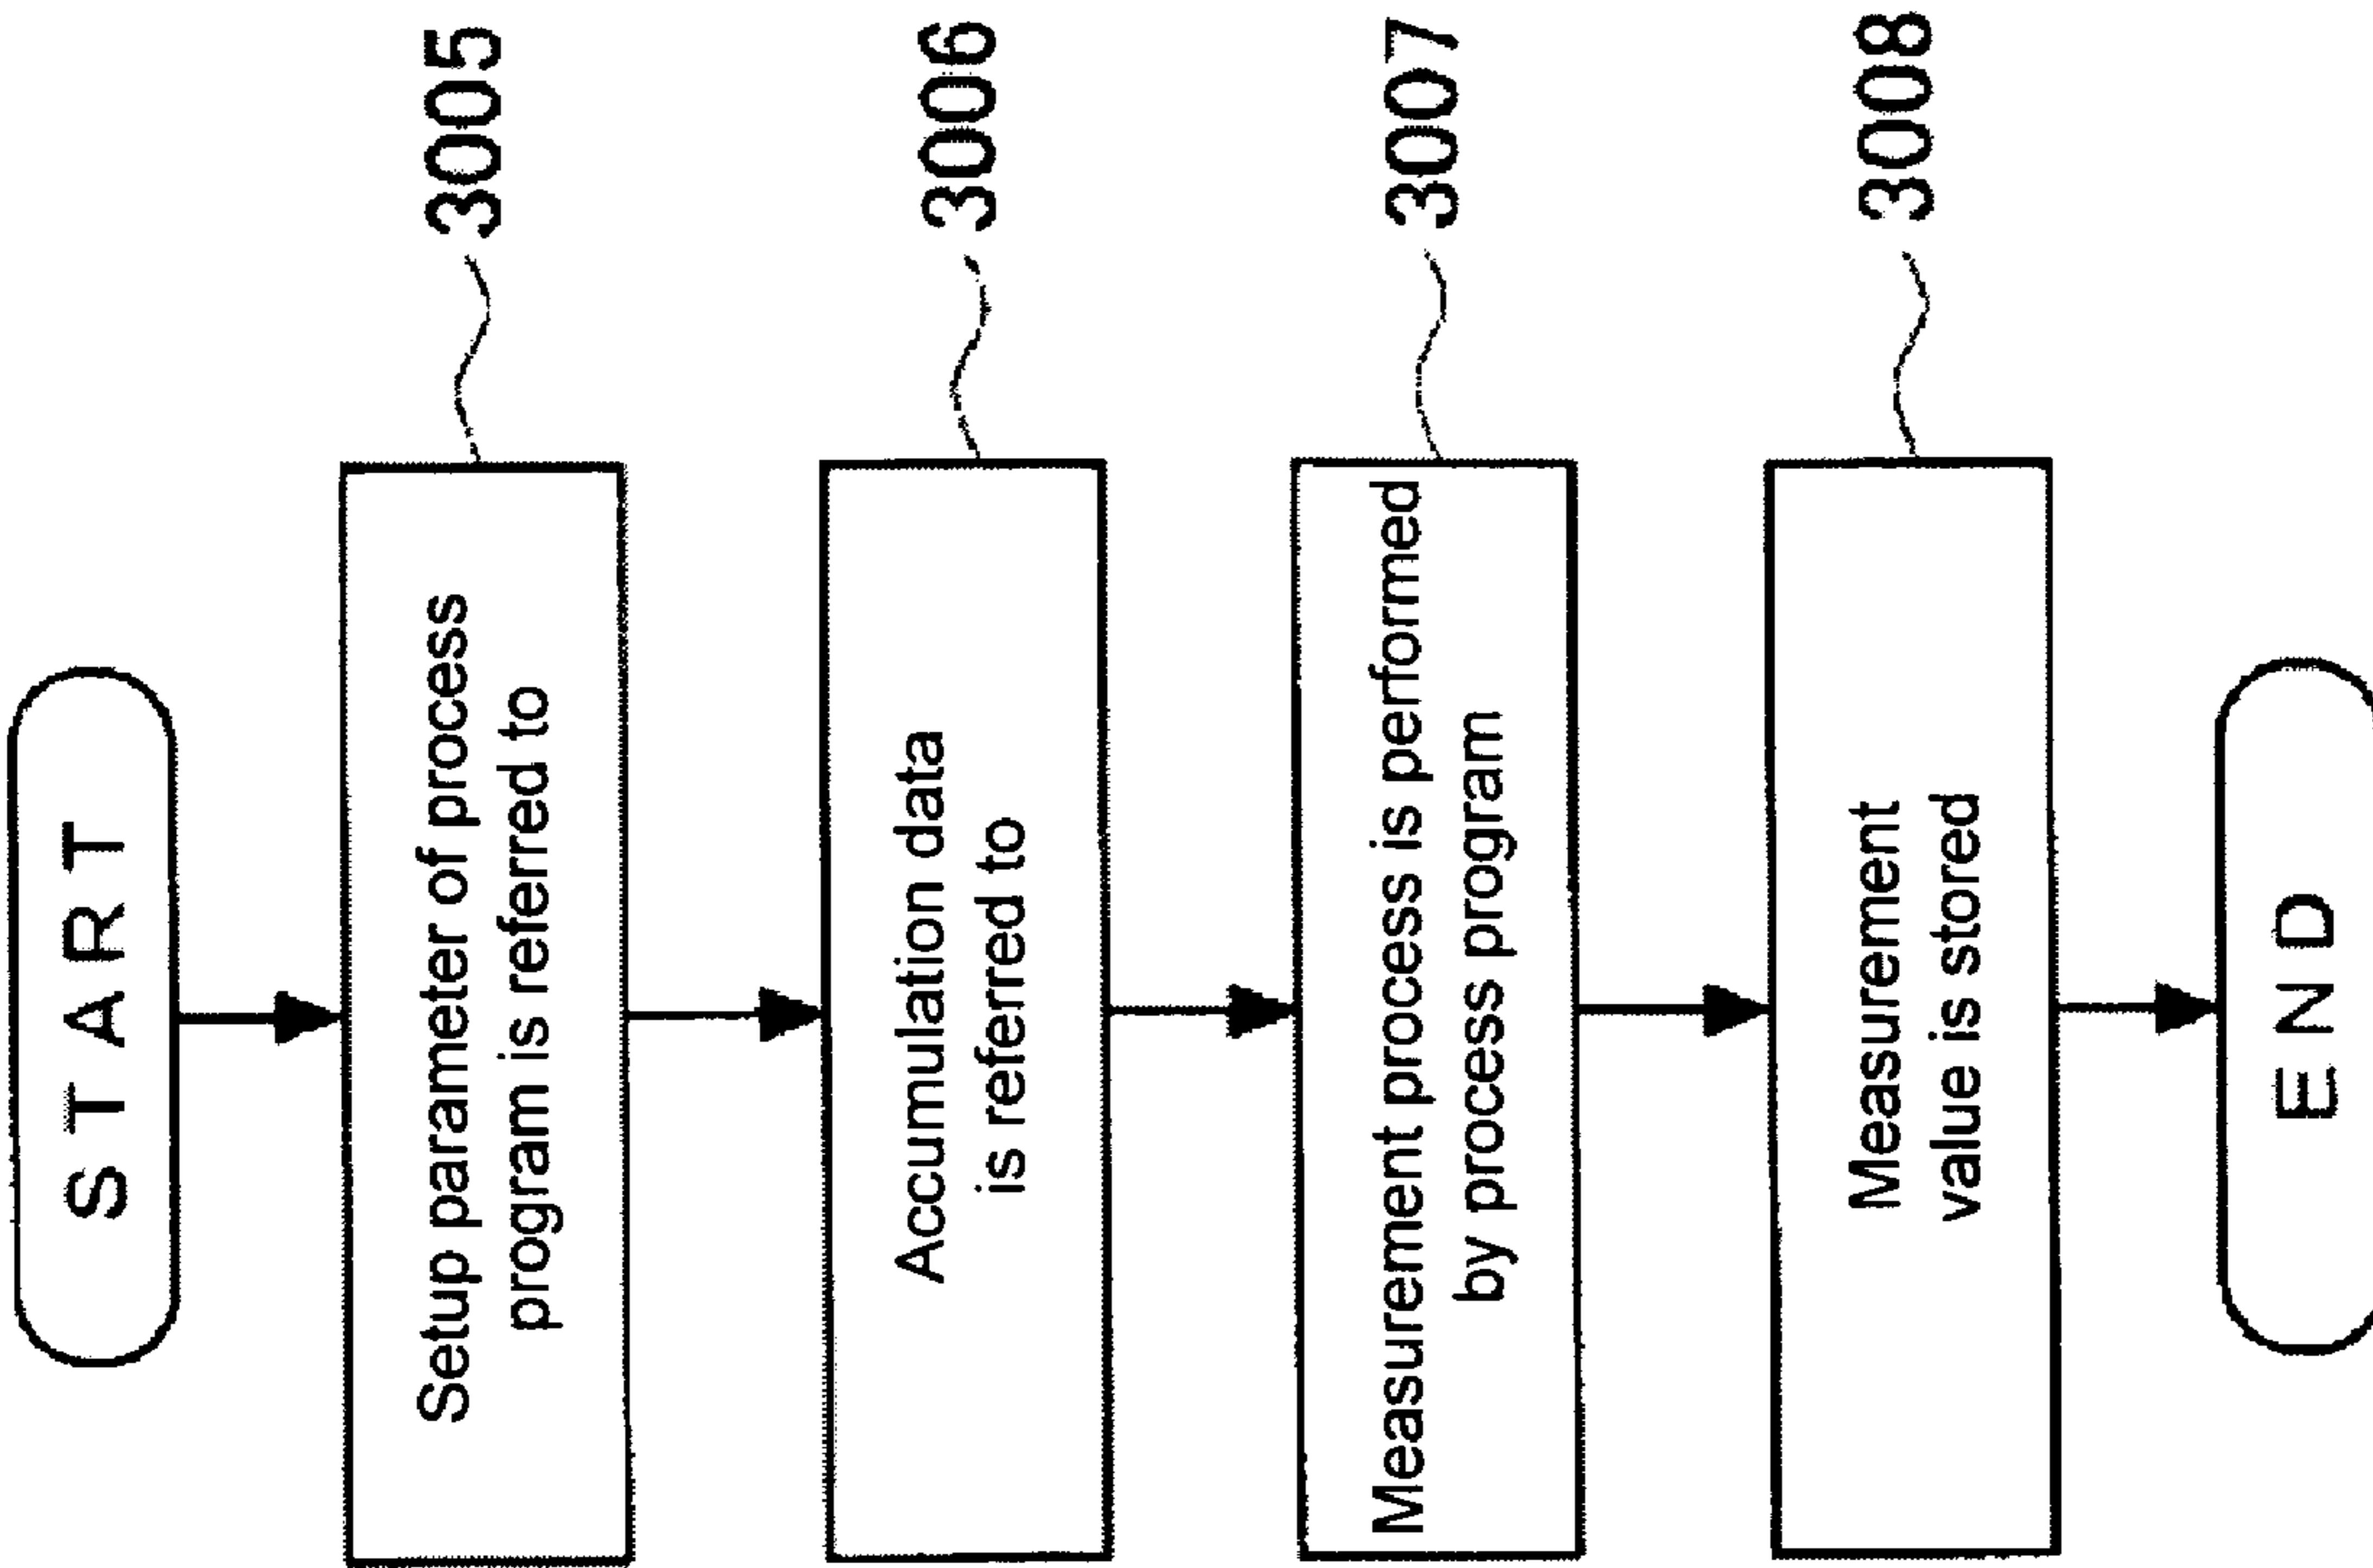 START
Setup parameter of process
program is referred to
3005
Accumulation data
is referred to
3006
Measurement process is performed
by process program
3007
Measurement
value is stored
3008
END